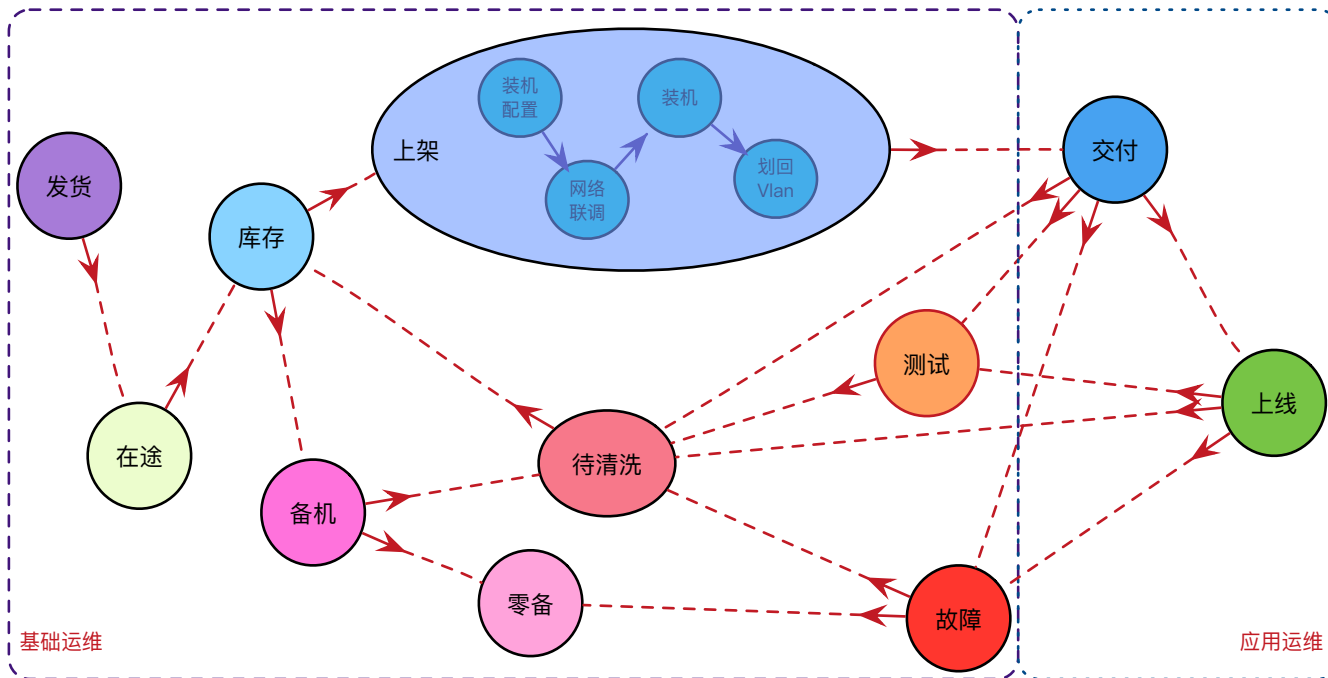 装机
配置
装机
上架
交付
划回
Vlan
发货
网络
联调
库存
测试
上线
在途
待清洗
备机
零备
故障
基础运维
应用运维